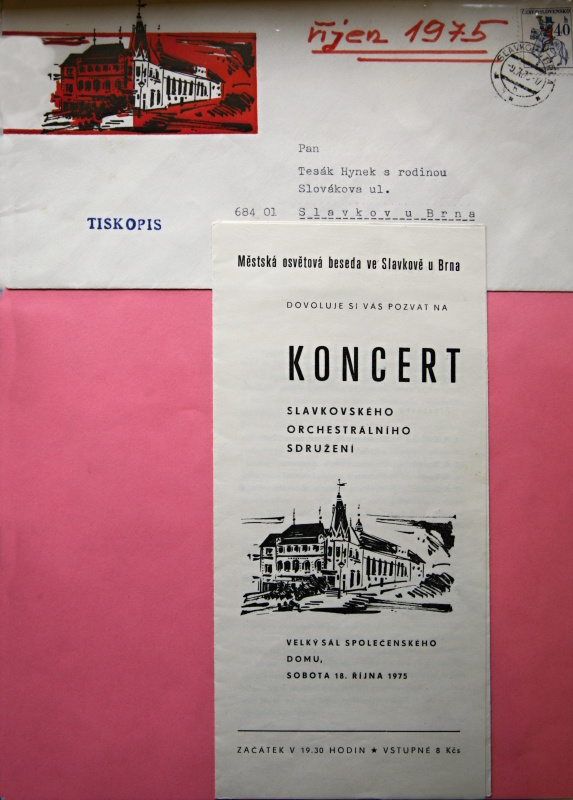 říjen 1975
ČESKOSLOVENSKO
40 h
Pan
Tesák Hynek s rodinou
Slovákova ul.
684 01 Slavkov u Brna
TISKOPIS
Městská osvětová beseda ve Slavkově u Brna
DOVOLUJE SI VÁS POZVAT NA
KONCERT
SLAVKOVSKÉHO
ORCHESTRÁLNÍHO
SDRUŽENÍ
VELKÝ SÁL SPOLEČENSKÉHO
DOMU,
SOBOTA 18. ŘÍJNA 1975
ZAČÁTEK V 19.30 HODIN ★ VSTUPNÉ 8 Kčs